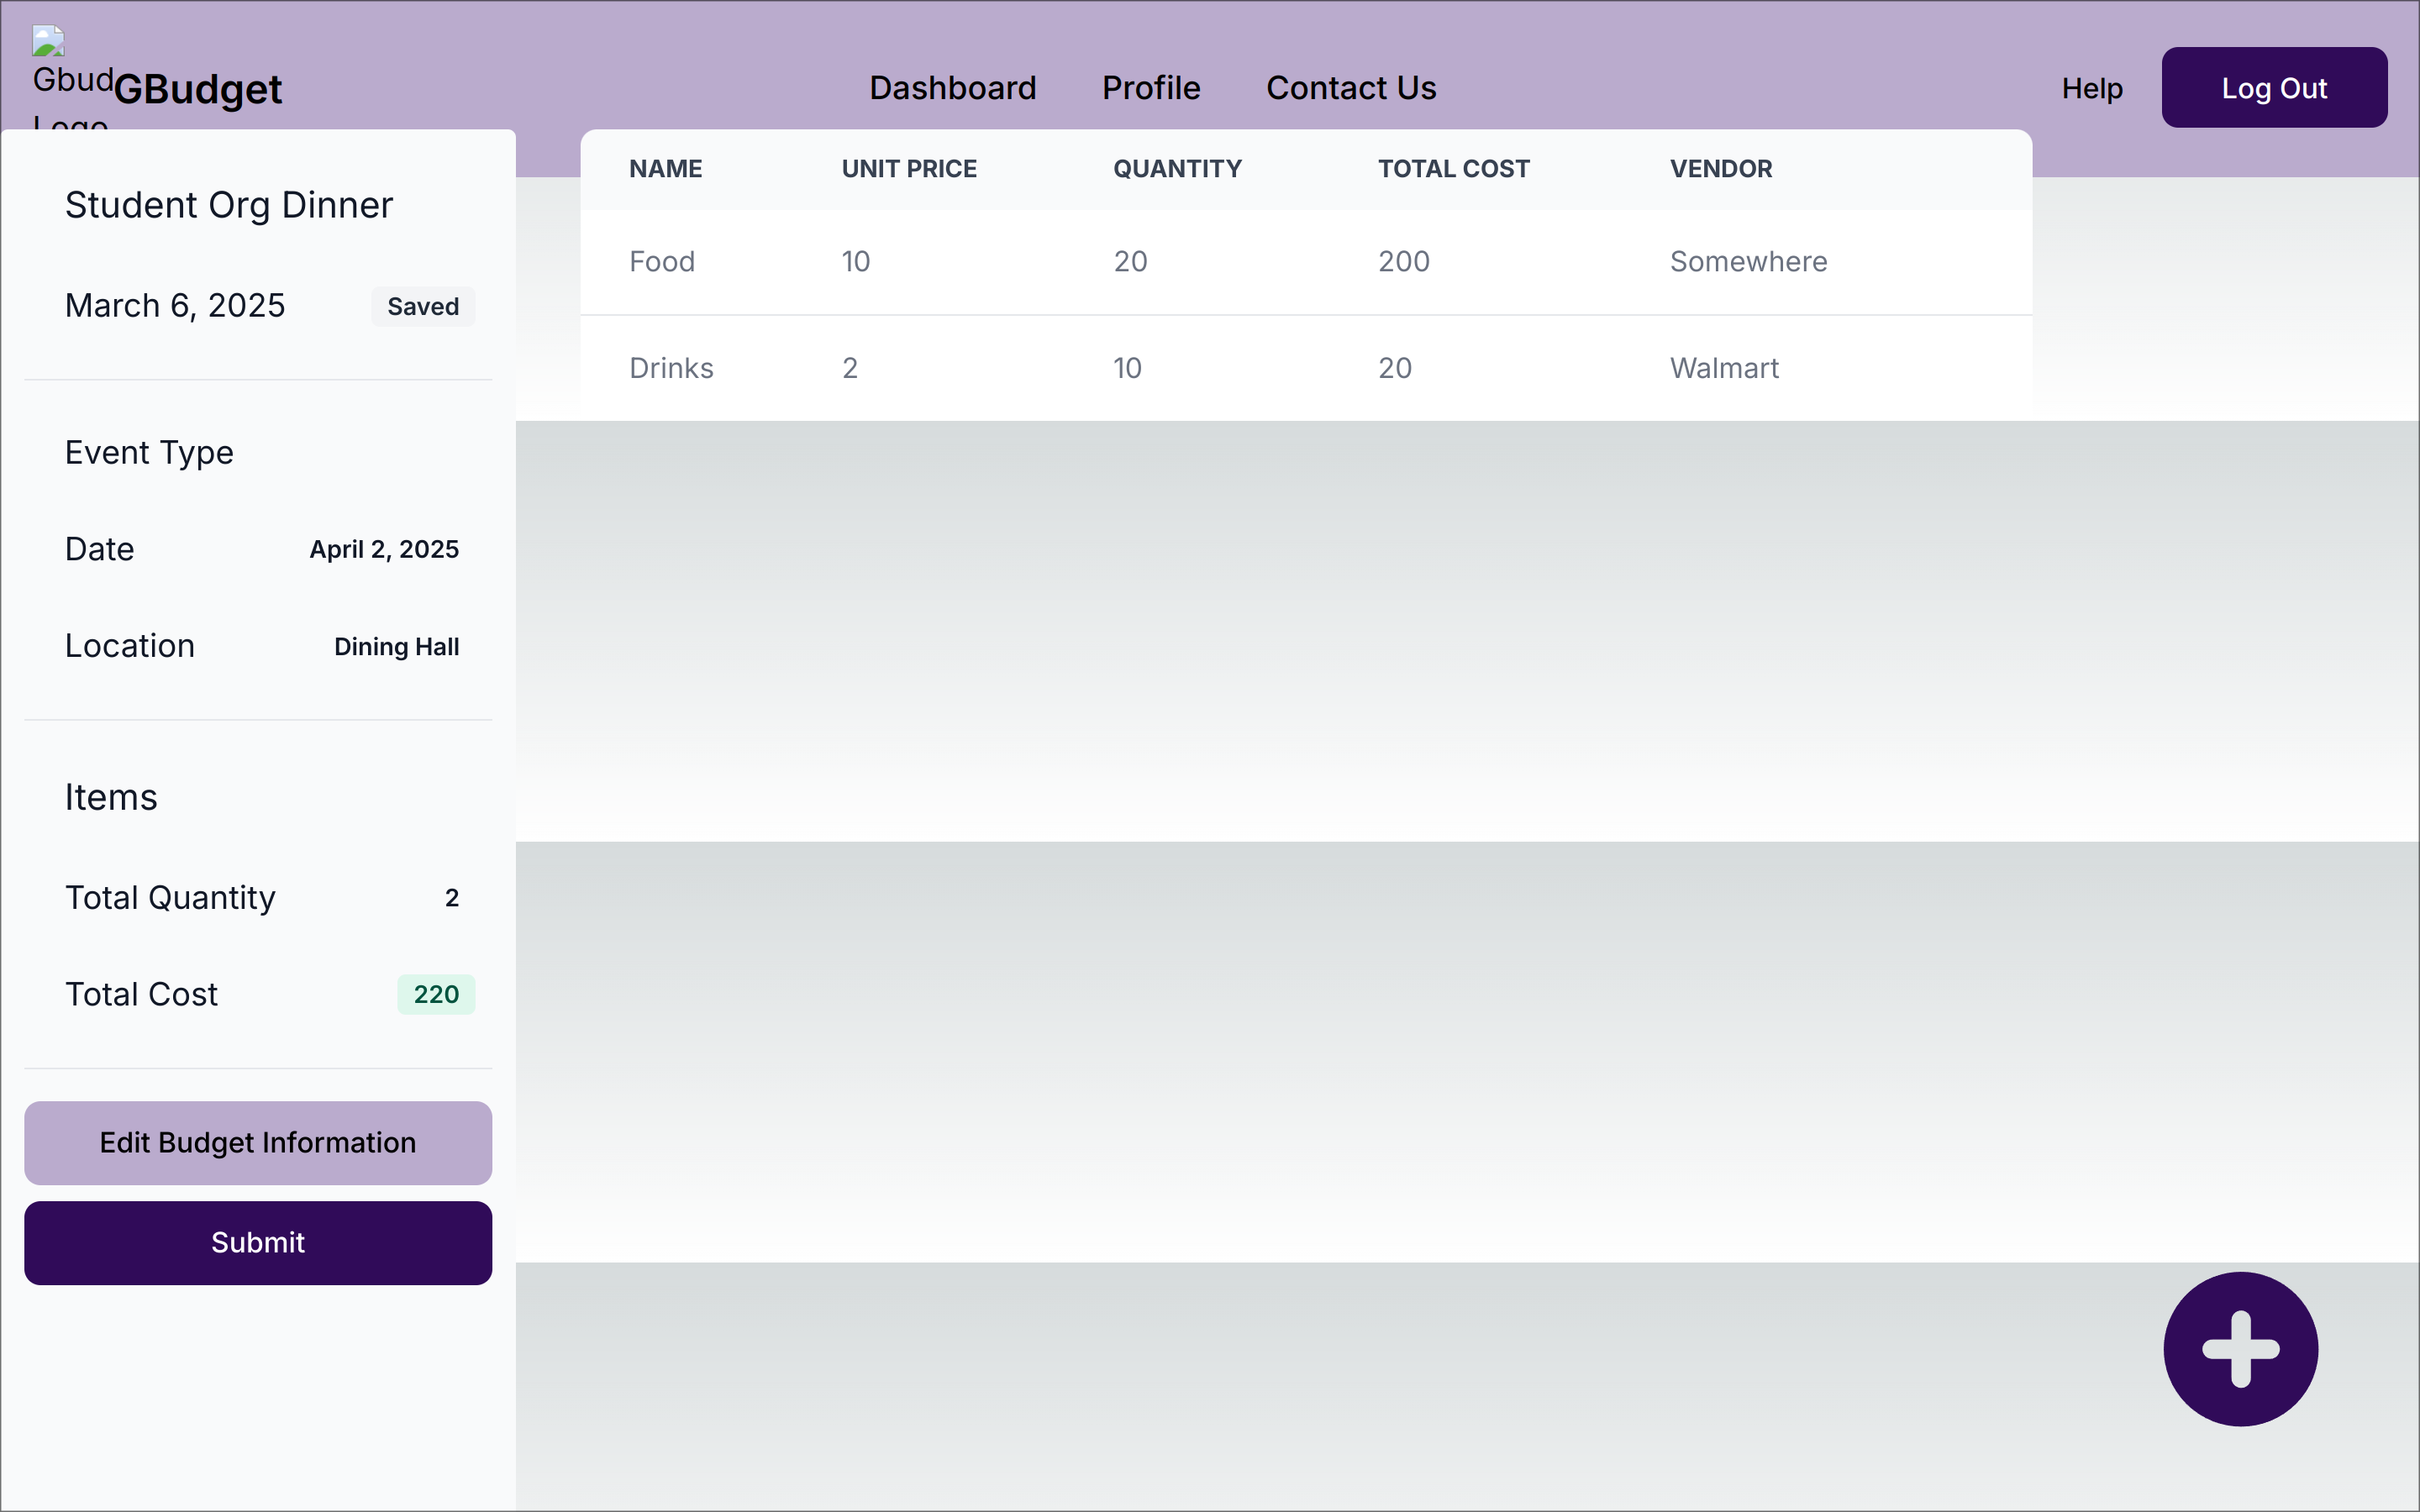 Gbud
GBudget
Dashboard Profile Contact Us
Help Log Out
Logo
Student Org Dinner
March 6, 2025 Saved
Event Type
Date April 2, 2025
Location Dining Hall
Items
Total Quantity 2
Total Cost 220
Edit Budget Information
Submit
NAME UNIT PRICE QUANTITY TOTAL COST VENDOR
Food 10 20 200 Somewhere
Drinks 2 10 20 Walmart